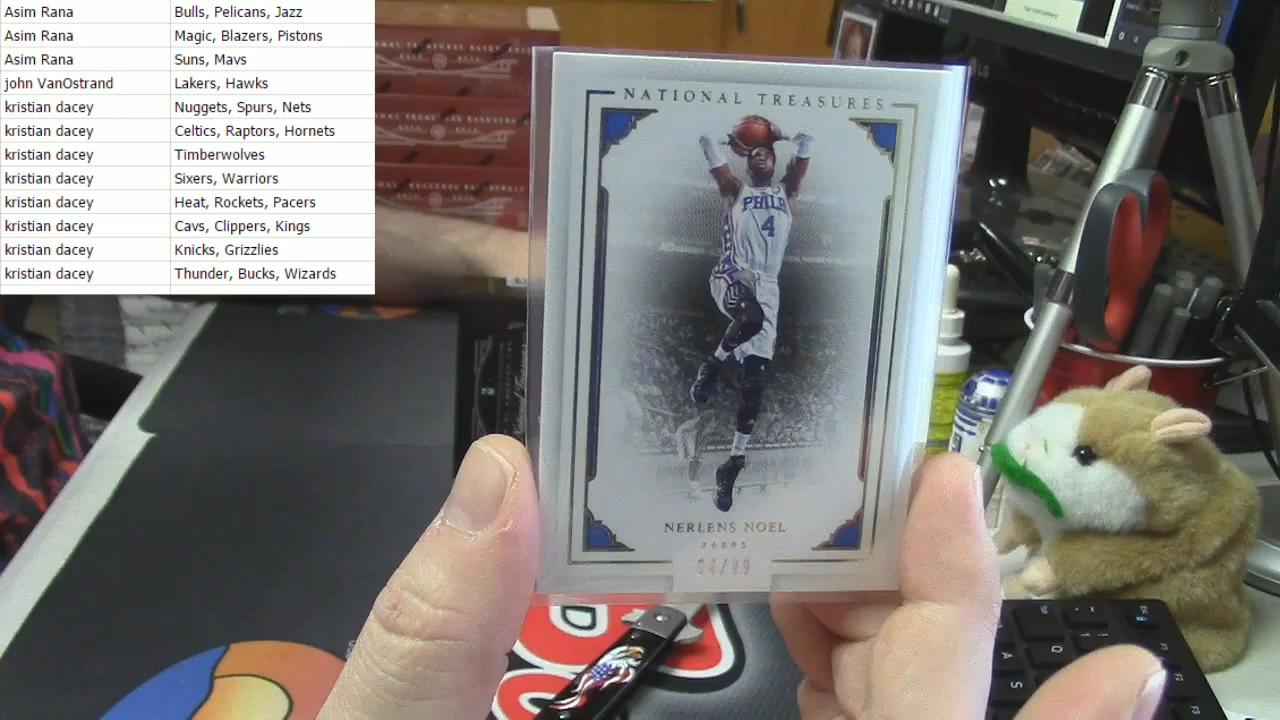 Asim Rana Bulls, Pelicans, Jazz
Asim Rana Magic, Blazers, Pistons
Asim Rana Suns, Mavs
john VanOstrand Lakers, Hawks
kristian dacey Nuggets, Spurs, Nets
kristian dacey Celtics, Raptors, Hornets
kristian dacey Timberwolves
kristian dacey Sixers, Warriors
kristian dacey Heat, Rockets, Pacers
kristian dacey Cavs, Clippers, Kings
kristian dacey Knicks, Grizzlies
kristian dacey Thunder, Bucks, Wizards
NATIONAL TREASURES
PHILA
4
NERLENS NOEL
76ERS